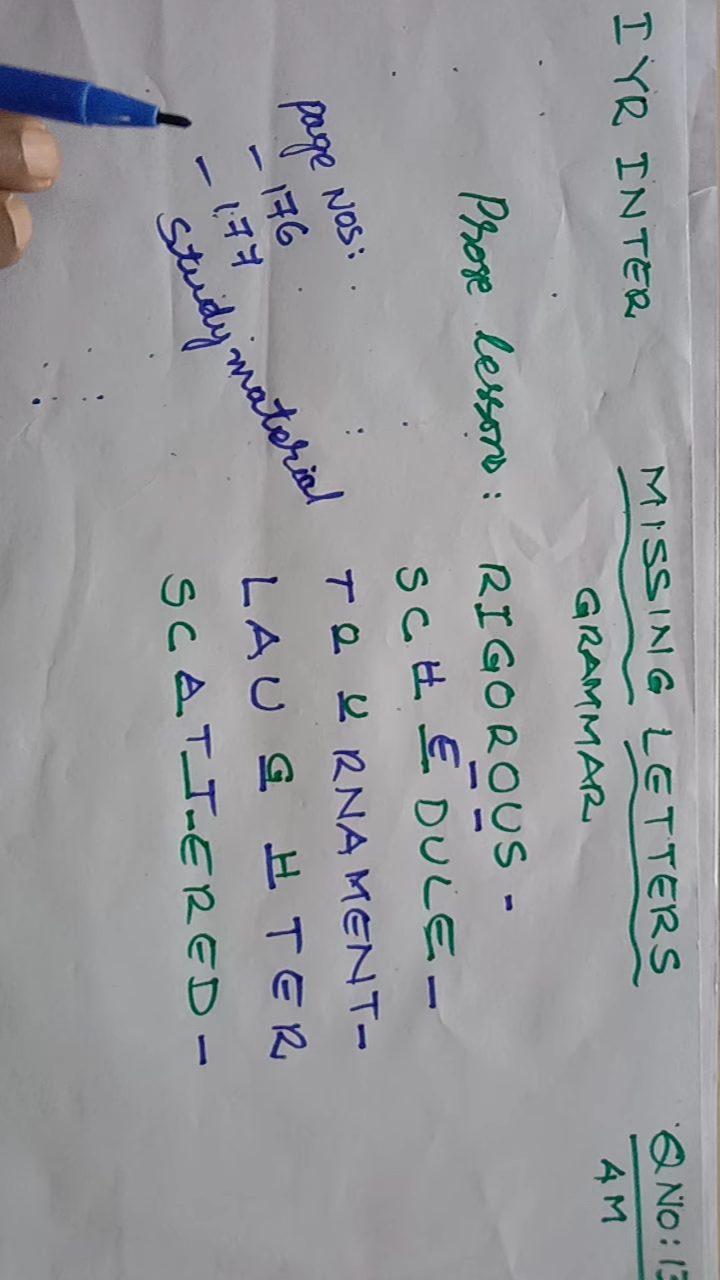 I YR INTER MISSING LETTERS Q NO: 13
GRAMMAR 4M
Prose lessons: RIGOROUS -
SCHEDULE -
TOURNAMENT -
LAUGHTER
SCATTERED -
page NOS:
- 176
- 177
Study material